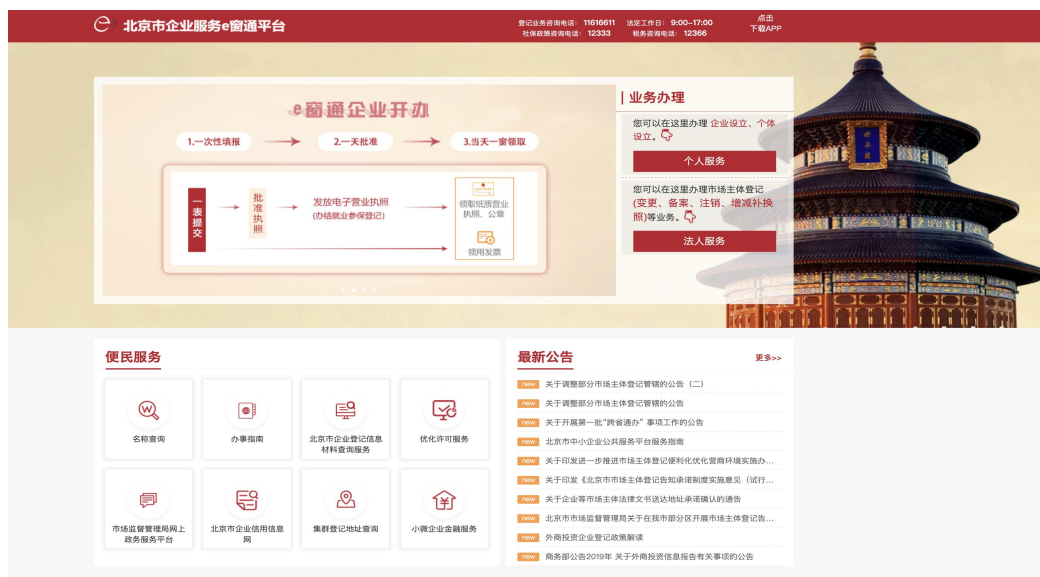 北京市企业服务e窗通平台
登记业务咨询电话: 11616611 法定工作日: 9:00–17:00
社保政策咨询电话: 12333 税务咨询电话: 12366
点击
下载APP
e窗通企业开办
1.一次性填报
2.一天批准
3.当天一窗领取
一表提交
批准执照
发放电子营业执照
(办结就业参保登记)
领取纸质营业
执照、公章
领用发票
业务办理
您可以在这里办理 企业设立、个体
设立。
个人服务
您可以在这里办理市场主体登记
(变更、备案、注销、增减补换
照)等业务。
法人服务
便民服务
名称查询
办事指南
北京市企业登记信息
材料查询服务
优化许可服务
市场监督管理局网上
政务服务平台
北京市企业信用信息
网
集群登记地址查询
小微企业金融服务
最新公告
更多>>
new 关于调整部分市场主体登记管辖的公告（二）
new 关于调整部分市场主体登记管辖的公告
new 关于开展第一批“跨省通办”事项工作的公告
new 北京市中小企业公共服务平台服务指南
new 关于印发进一步推进市场主体登记便利化优化营商环境实施办...
new 关于印发《北京市市场主体登记告知承诺制度实施意见（试行...
new 关于企业等市场主体法律文书送达地址承诺确认的通告
new 北京市市场监督管理局关于在我市部分区开展市场主体登记告...
new 外商投资企业登记政策解读
new 商务部公告2019年 关于外商投资信息报告有关事项的公告